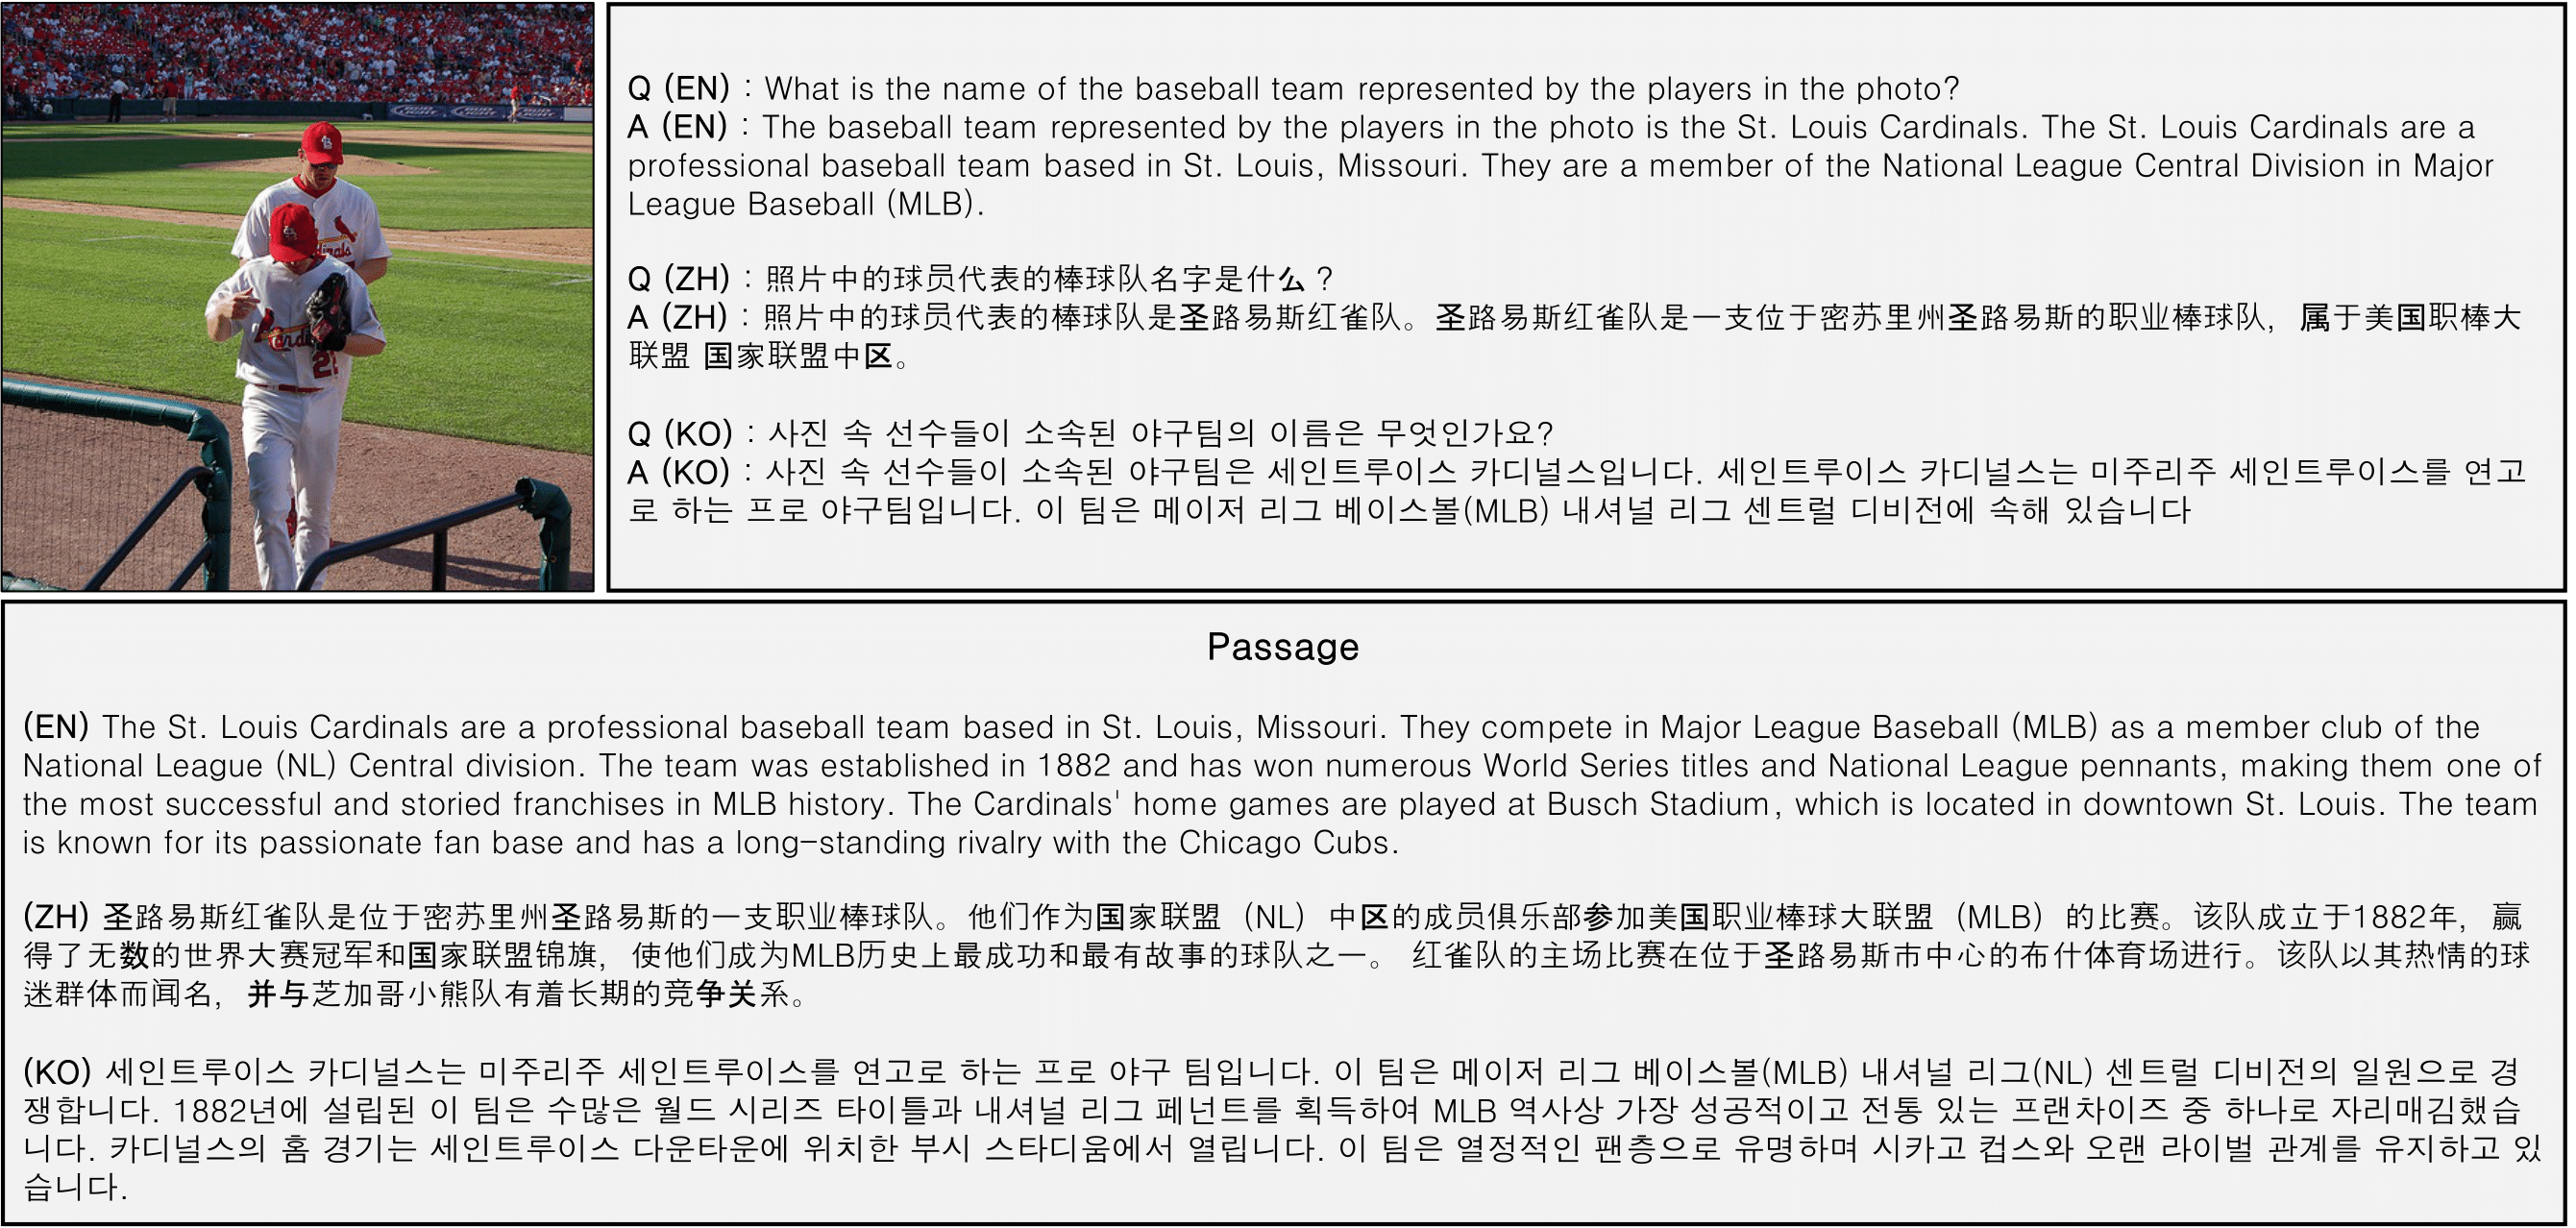 Q (EN) : What is the name of the baseball team represented by the players in the photo?
A (EN) : The baseball team represented by the players in the photo is the St. Louis Cardinals. The St. Louis Cardinals are a
professional baseball team based in St. Louis, Missouri. They are a member of the National League Central Division in Major
League Baseball (MLB).
Q (ZH) : 照片中的球员代表的棒球队名字是什么 ?
A (ZH) : 照片中的球员代表的棒球队是圣路易斯红雀队。圣路易斯红雀队是一支位于密苏里州圣路易斯的职业棒球队, 属于美国职棒大
联盟 国家联盟中区。
Q (KO) : 사진 속 선수들이 소속된 야구팀의 이름은 무엇인가요?
A (KO) : 사진 속 선수들이 소속된 야구팀은 세인트루이스 카디널스입니다. 세인트루이스 카디널스는 미주리주 세인트루이스를 연고
로 하는 프로 야구팀입니다. 이 팀은 메이저 리그 베이스볼(MLB) 내셔널 리그 센트럴 디비전에 속해 있습니다
Passage
(EN) The St. Louis Cardinals are a professional baseball team based in St. Louis, Missouri. They compete in Major League Baseball (MLB) as a member club of the
National League (NL) Central division. The team was established in 1882 and has won numerous World Series titles and National League pennants, making them one of
the most successful and storied franchises in MLB history. The Cardinals' home games are played at Busch Stadium, which is located in downtown St. Louis. The team
is known for its passionate fan base and has a long-standing rivalry with the Chicago Cubs.
(ZH) 圣路易斯红雀队是位于密苏里州圣路易斯的一支职业棒球队。他们作为国家联盟 (NL) 中区的成员俱乐部参加美国职业棒球大联盟 (MLB) 的比赛。该队成立于1882年, 赢
得了无数的世界大赛冠军和国家联盟锦旗, 使他们成为MLB历史上最成功和最有故事的球队之一。 红雀队的主场比赛在位于圣路易斯市中心的布什体育场进行。该队以其热情的球
迷群体而闻名, 并与芝加哥小熊队有着长期的竞争关系。
(KO) 세인트루이스 카디널스는 미주리주 세인트루이스를 연고로 하는 프로 야구 팀입니다. 이 팀은 메이저 리그 베이스볼(MLB) 내셔널 리그(NL) 센트럴 디비전의 일원으로 경
쟁합니다. 1882년에 설립된 이 팀은 수많은 월드 시리즈 타이틀과 내셔널 리그 페넌트를 획득하여 MLB 역사상 가장 성공적이고 전통 있는 프랜차이즈 중 하나로 자리매김했습
니다. 카디널스의 홈 경기는 세인트루이스 다운타운에 위치한 부시 스타디움에서 열립니다. 이 팀은 열정적인 팬층으로 유명하며 시카고 컵스와 오랜 라이벌 관계를 유지하고 있
습니다.